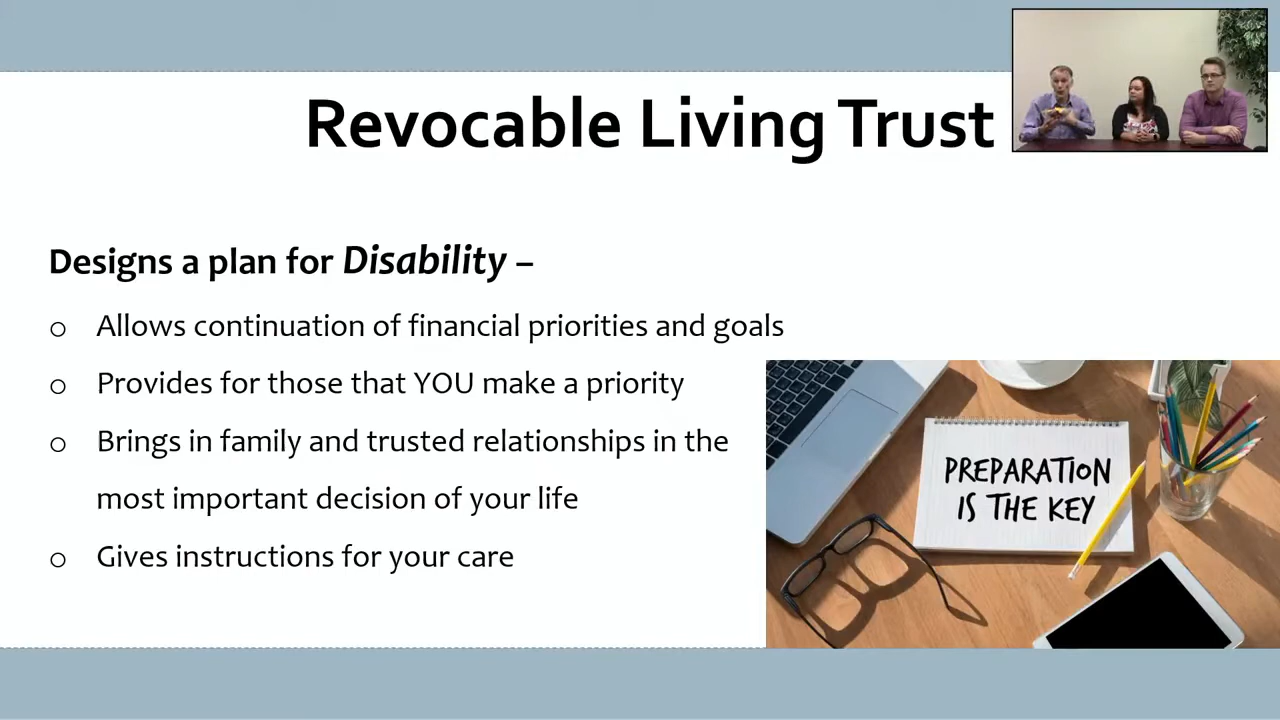 Revocable Living Trust
Designs a plan for Disability –
o Allows continuation of financial priorities and goals
o Provides for those that YOU make a priority
o Brings in family and trusted relationships in the
most important decision of your life
o Gives instructions for your care
PREPARATION
IS THE KEY